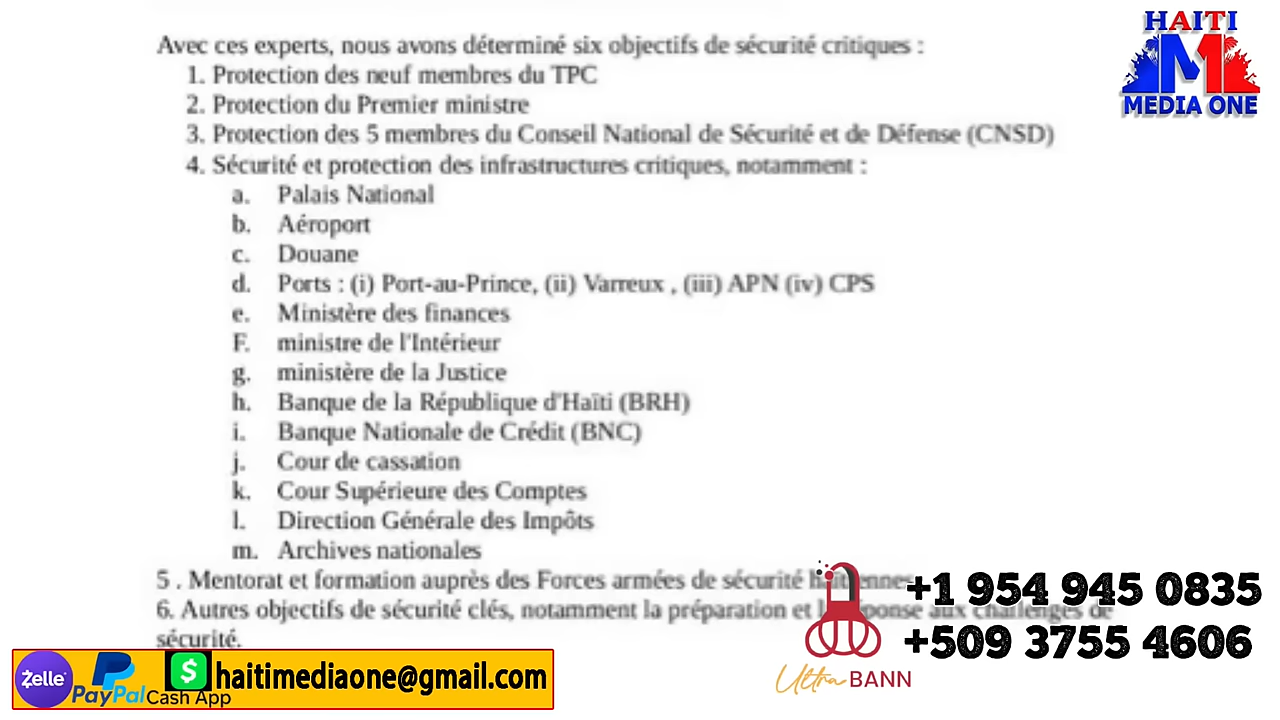 Avec ces experts, nous avons déterminé six objectifs de sécurité critiques :
1. Protection des neuf membres du TPC
2. Protection du Premier ministre
3. Protection des 5 membres du Conseil National de Sécurité et de Défense (CNSD)
4. Sécurité et protection des infrastructures critiques, notamment :
a. Palais National
b. Aéroport
c. Douane
d. Ports : (i) Port-au-Prince, (ii) Varreux , (iii) APN (iv) CPS
e. Ministère des finances
F. ministre de l'Intérieur
g. ministère de la Justice
h. Banque de la République d'Haïti (BRH)
i. Banque Nationale de Crédit (BNC)
j. Cour de cassation
k. Cour Supérieure des Comptes
l. Direction Générale des Impôts
m. Archives nationales
5 . Mentorat et formation auprès des Forces armées de sécurité haïtiennes
6. Autres objectifs de sécurité clés, notamment la préparation et la réponse aux challenges de
sécurité.
HAITI
M
MEDIA ONE
+1 954 945 0835
+509 3755 4606
Ultra BANN
Zelle PayPal $ Cash App
haitimediaone@gmail.com